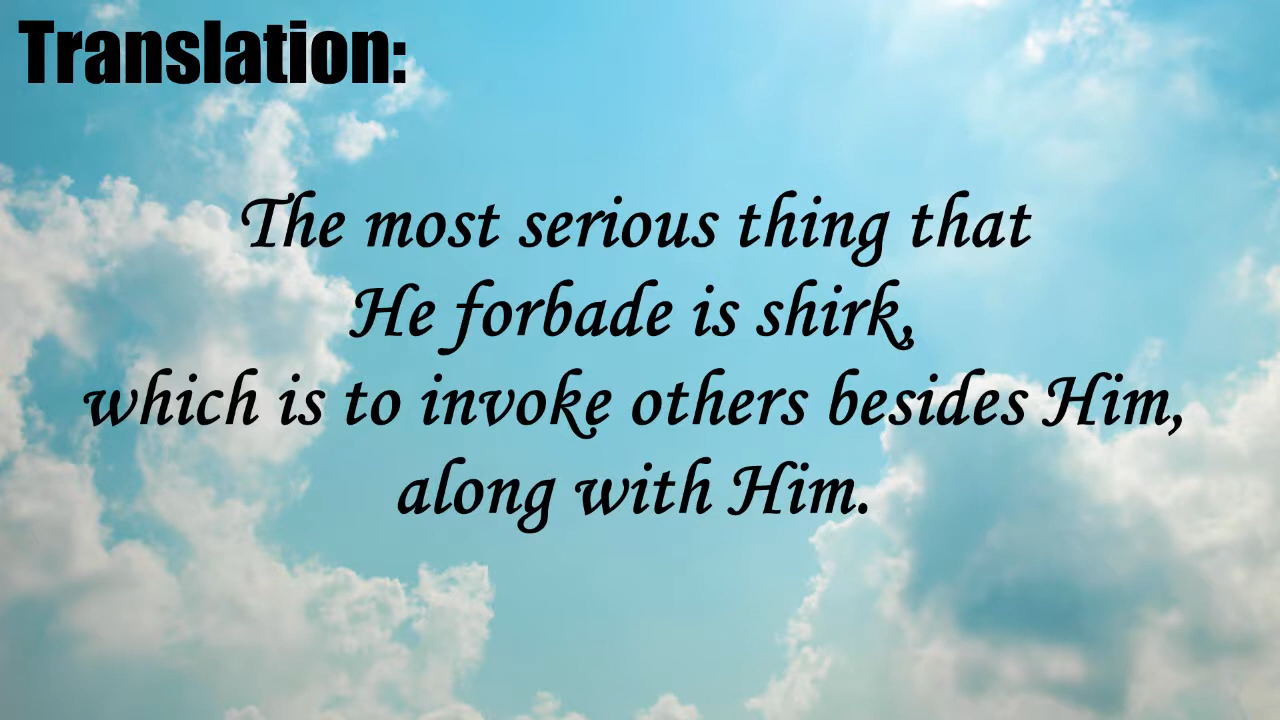 Translation:
The most serious thing that
He forbade is shirk,
which is to invoke others besides Him,
along with Him.